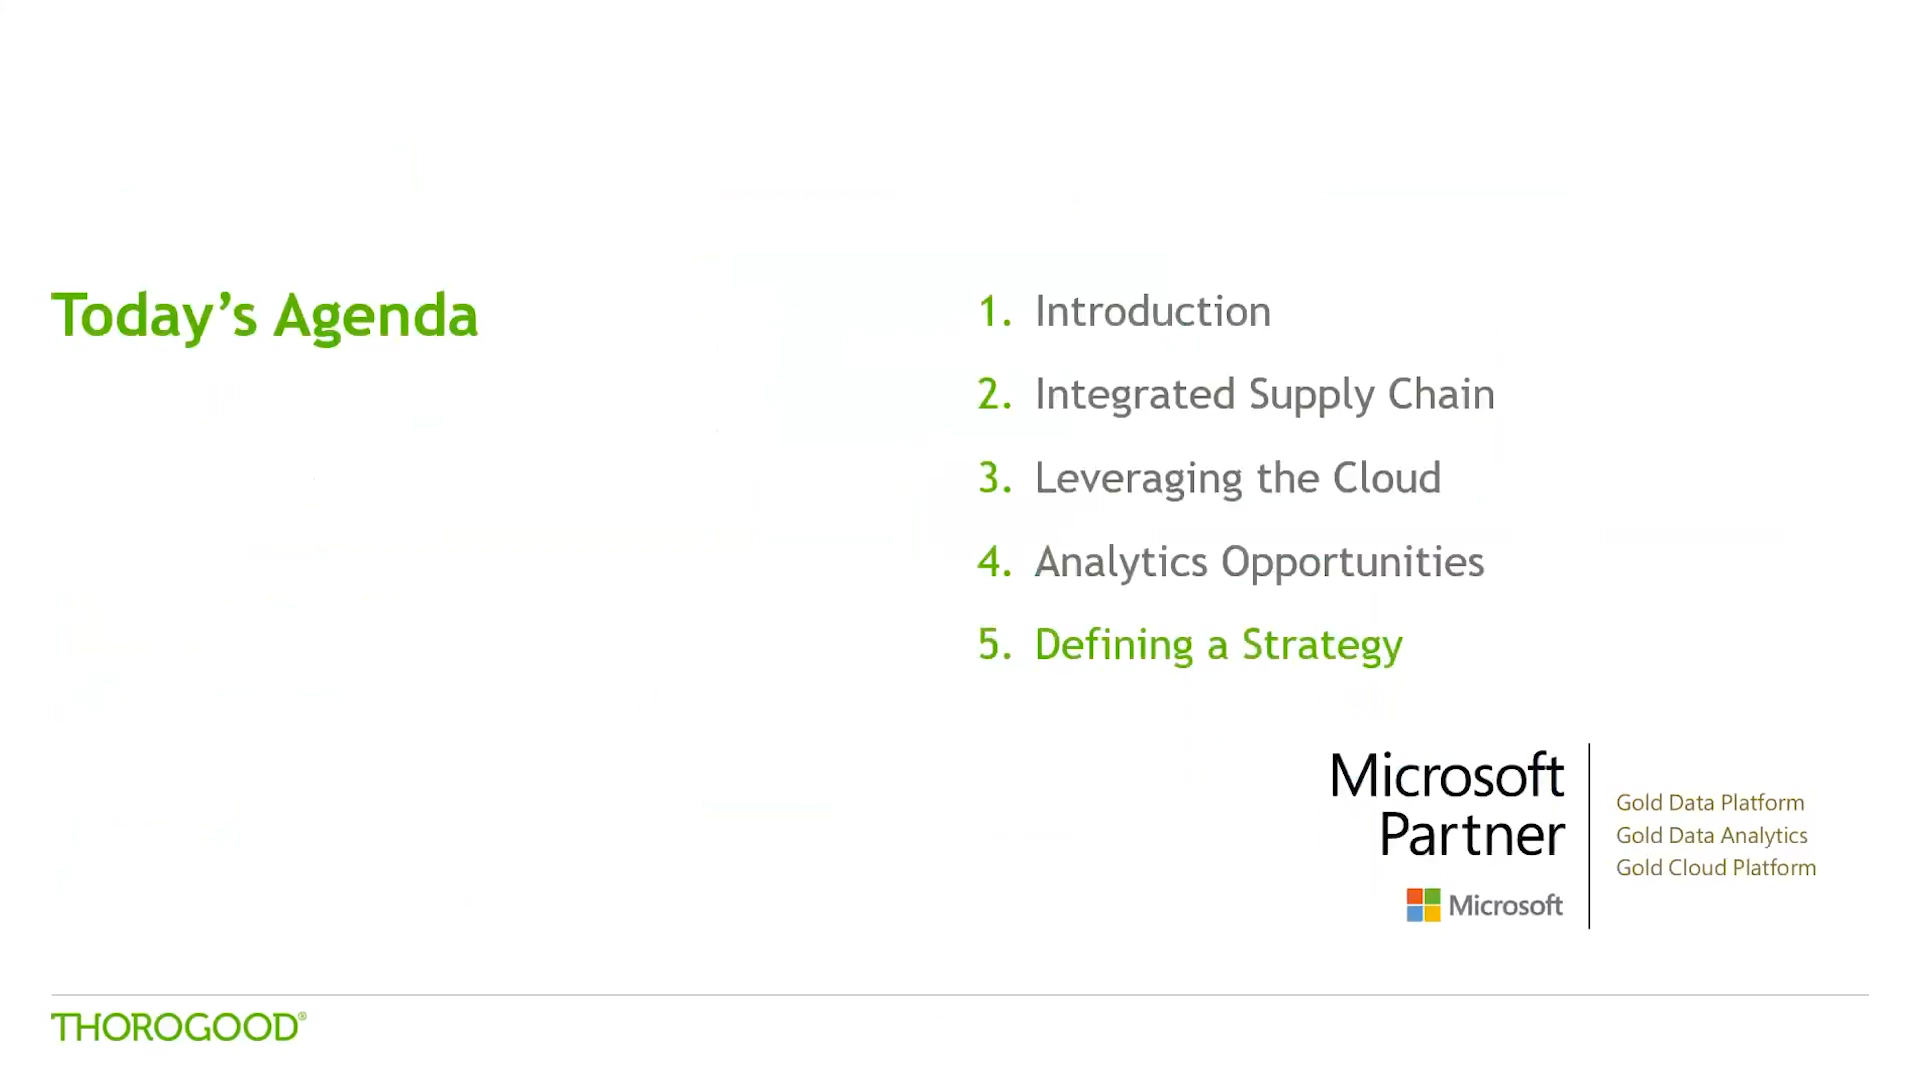 Today’s Agenda
1. Introduction
2. Integrated Supply Chain
3. Leveraging the Cloud
4. Analytics Opportunities
5. Defining a Strategy
Microsoft
Partner
Microsoft
Gold Data Platform
Gold Data Analytics
Gold Cloud Platform
THOROGOOD®